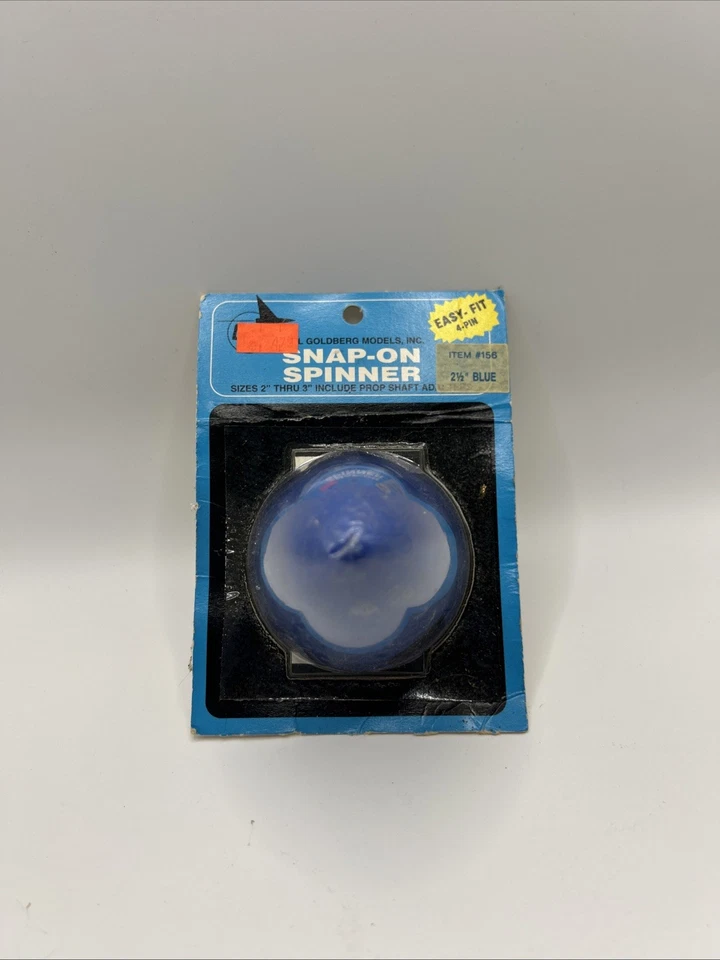 EASY-FIT
4-PIN
L GOLDBERG MODELS, INC.
SNAP-ON
SPINNER
SIZES 2" THRU 3" INCLUDE PROP SHAFT
ITEM #156
2½" BLUE